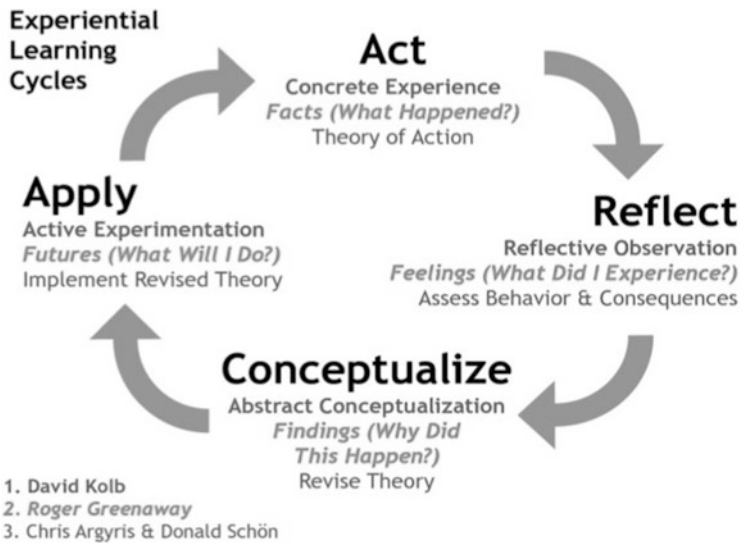 Experiential
Learning
Cycles
Act
Concrete Experience
Facts (What Happened?)
Theory of Action
Reflect
Reflective Observation
Feelings (What Did I Experience?)
Assess Behavior & Consequences
Conceptualize
Abstract Conceptualization
Findings (Why Did
This Happen?)
Revise Theory
Apply
Active Experimentation
Futures (What Will I Do?)
Implement Revised Theory
1. David Kolb
2. Roger Greenaway
3. Chris Argyris & Donald Schön